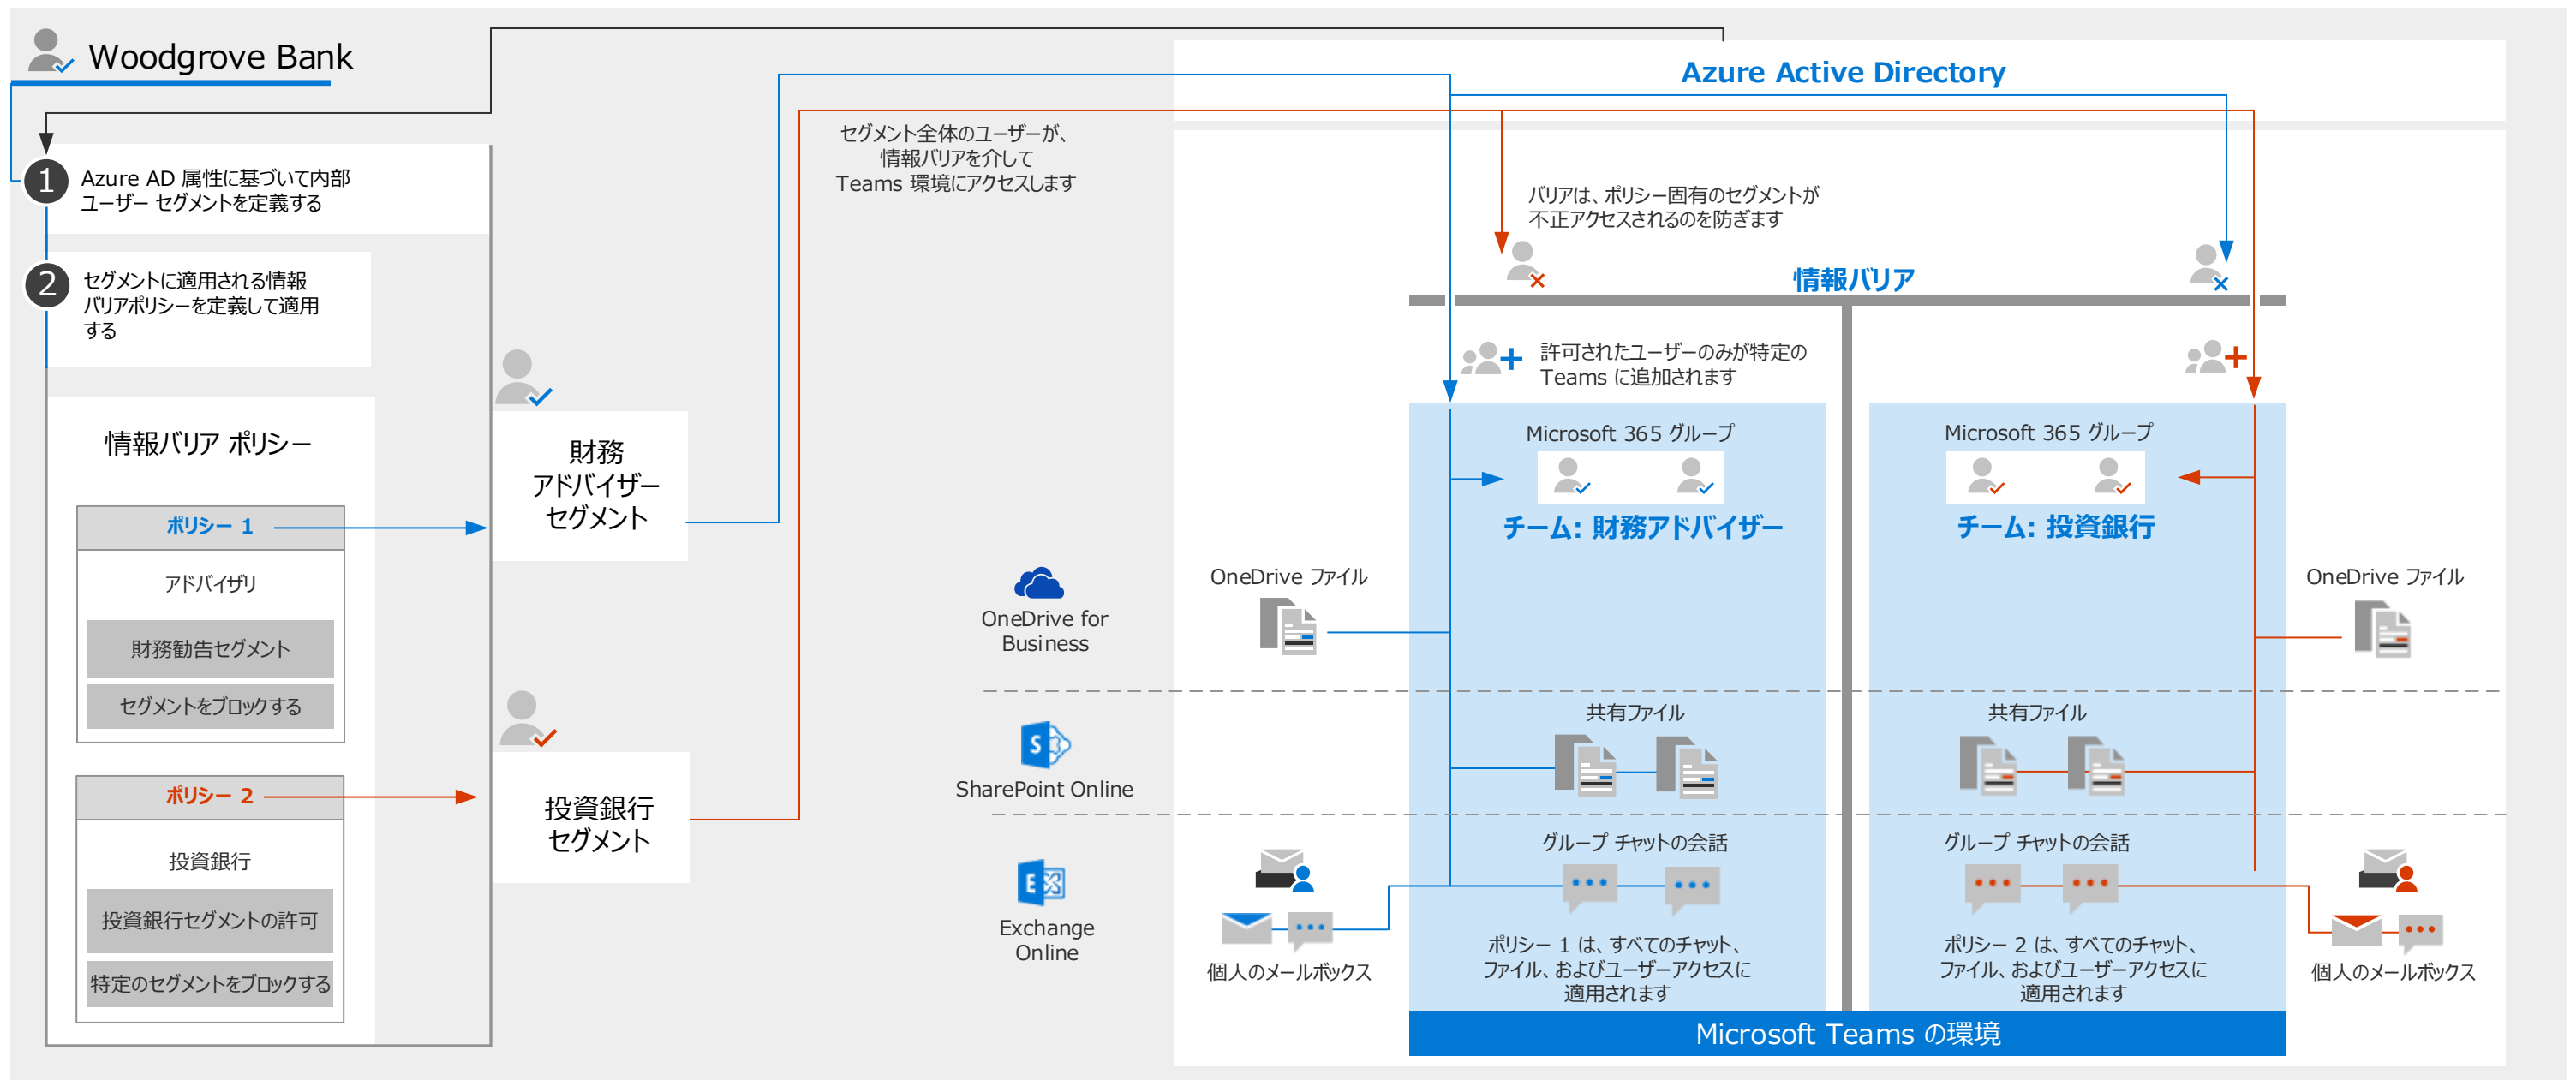 Woodgrove Bank
1
Azure AD 属性に基づいて内部
ユーザー セグメントを定義する
2
セグメントに適用される情報
バリアポリシーを定義して適用
する
情報バリア ポリシー
ポリシー 1
アドバイザリ
財務勧告セグメント
セグメントをブロックする
ポリシー 2
投資銀行
投資銀行セグメントの許可
特定のセグメントをブロックする
財務
アドバイザー
セグメント
投資銀行
セグメント
セグメント全体のユーザーが、
情報バリアを介して
Teams 環境にアクセスします
Azure Active Directory
バリアは、ポリシー固有のセグメントが
不正アクセスされるのを防ぎます
情報バリア
許可されたユーザーのみが特定の
Teams に追加されます
Microsoft 365 グループ
チーム: 財務アドバイザー
Microsoft 365 グループ
チーム: 投資銀行
OneDrive for
Business
OneDrive ファイル
OneDrive ファイル
S
SharePoint Online
共有ファイル
共有ファイル
E
Exchange
Online
個人のメールボックス
グループ チャットの会話
ポリシー 1 は、すべてのチャット、
ファイル、およびユーザーアクセスに
適用されます
グループ チャットの会話
ポリシー 2 は、すべてのチャット、
ファイル、およびユーザーアクセスに
適用されます
個人のメールボックス
Microsoft Teams の環境